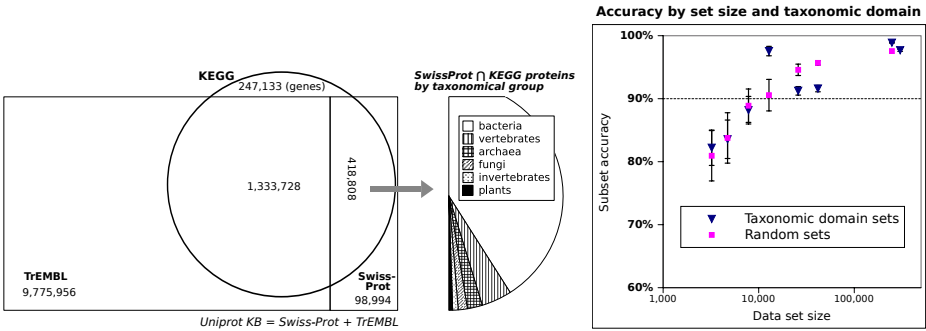 KEGG
247,133 (genes)
1,333,728
418,808
TrEMBL
9,775,956
Swiss-
Prot
98,994
Uniprot KB = Swiss-Prot + TrEMBL
SwissProt ⋂ KEGG proteins
by taxonomical group
bacteria
vertebrates
archaea
fungi
invertebrates
plants
Accuracy by set size and taxonomic domain
100%
90%
80%
70%
60%
Subset accuracy
Taxonomic domain sets
Random sets
1,000
10,000
100,000
Data set size